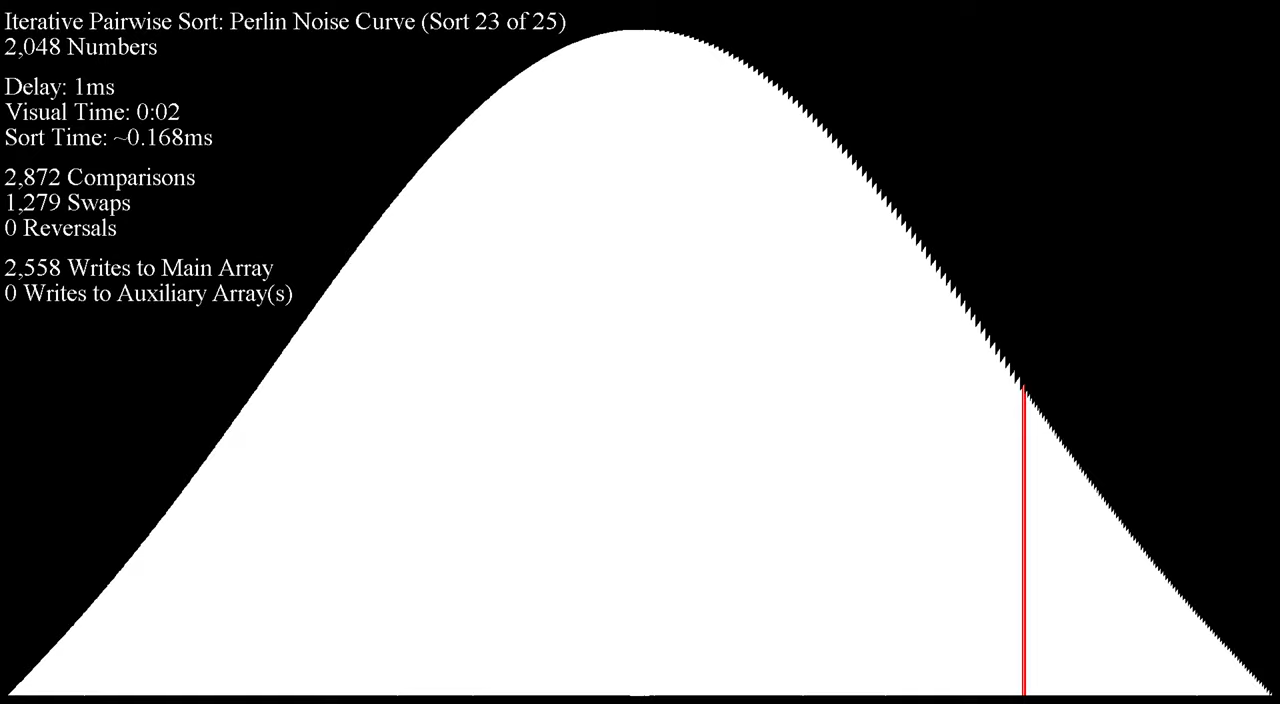 Iterative Pairwise Sort: Perlin Noise Curve (Sort 23 of 25)
2,048 Numbers
Delay: 1ms
Visual Time: 0:02
Sort Time: ~0.168ms
2,872 Comparisons
1,279 Swaps
0 Reversals
2,558 Writes to Main Array
0 Writes to Auxiliary Array(s)